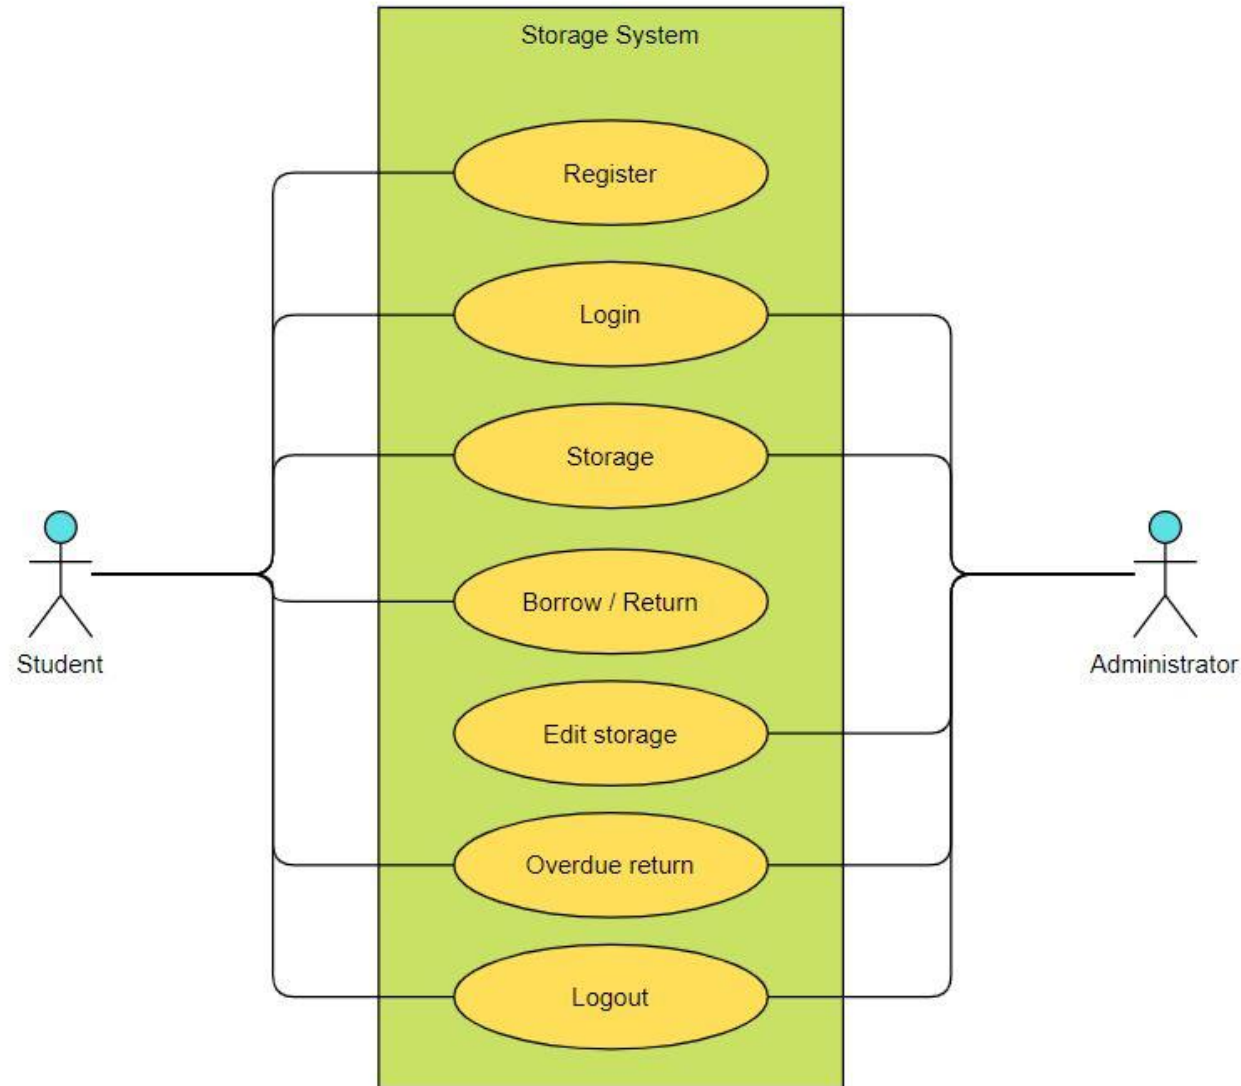 Storage System
Register
Login
Storage
Borrow / Return
Student
Administrator
Edit storage
Overdue return
Logout